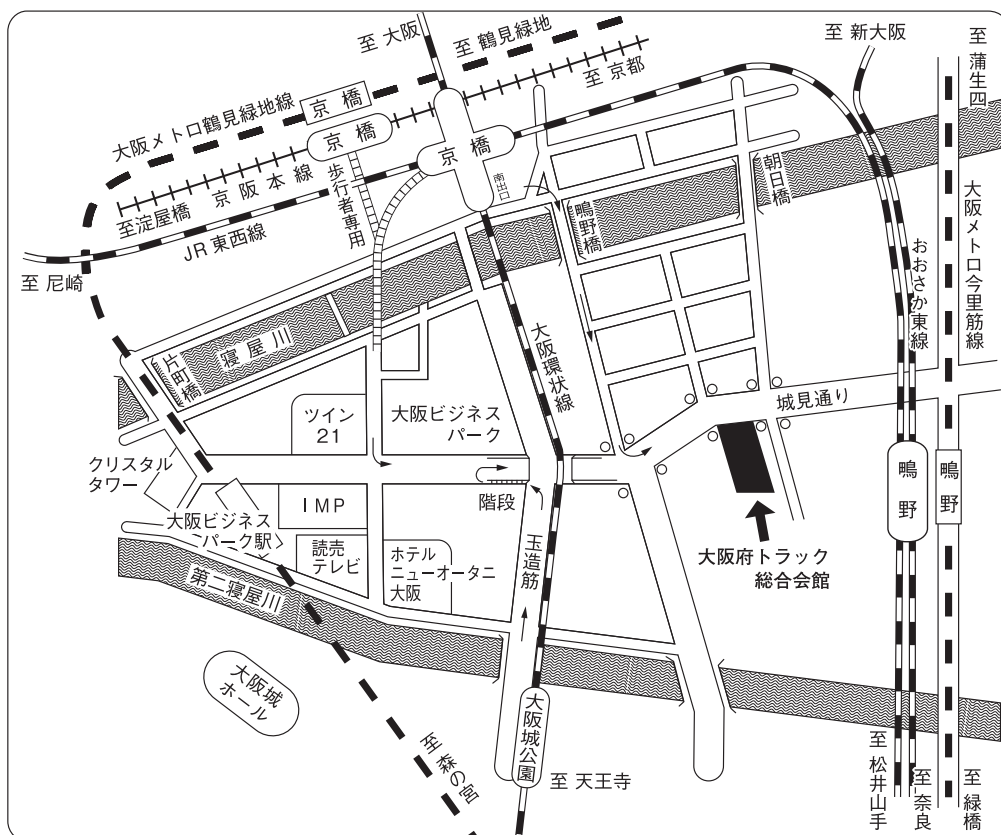 至 大阪
至 鶴見緑地
至 京都
至 新大阪
至 蒲生四
大阪メトロ鶴見緑地線
京橋
京橋
京橋
南出口
京阪本線
至淀屋橋
歩行者専用
JR東西線
至 尼崎
鴫野橋
朝日橋
おおさか東線
大阪メトロ今里筋線
片町橋
寝屋川
大阪環状線
城見通り
ツイン
21
大阪ビジネス
パーク
クリスタル
タワー
大阪ビジネス
パーク駅
IMP
階段
読売
テレビ
ホテル
ニューオータニ
大阪
玉造筋
鴫野
鴫野
大阪府トラック
総合会館
第二寝屋川
大阪城
ホール
大阪城公園
至 森の宮
至 天王寺
至 松井山手
至 奈良
至 緑橋